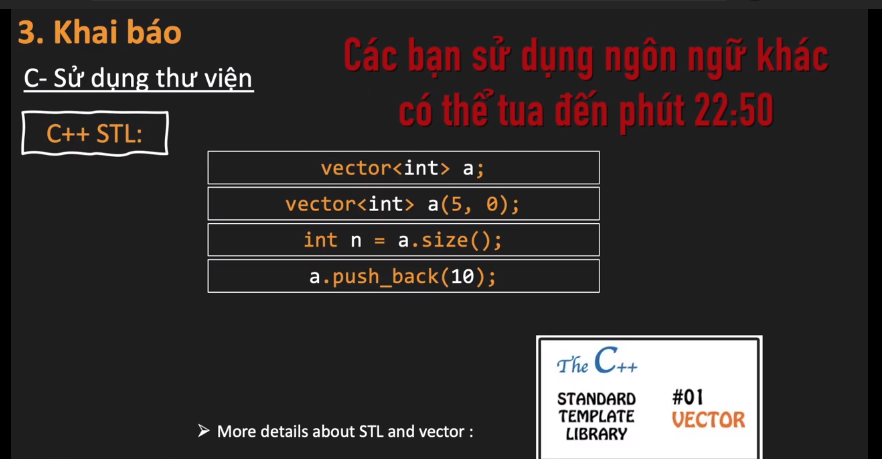 3. Khai báo
C- Sử dụng thư viện
Các bạn sử dụng ngôn ngữ khác
có thể tua đến phút 22:50
C++ STL:
vector<int> a;
vector<int> a(5, 0);
int n = a.size();
a.push_back(10);
The C++
STANDARD
TEMPLATE
LIBRARY
#01
VECTOR
➢ More details about STL and vector :